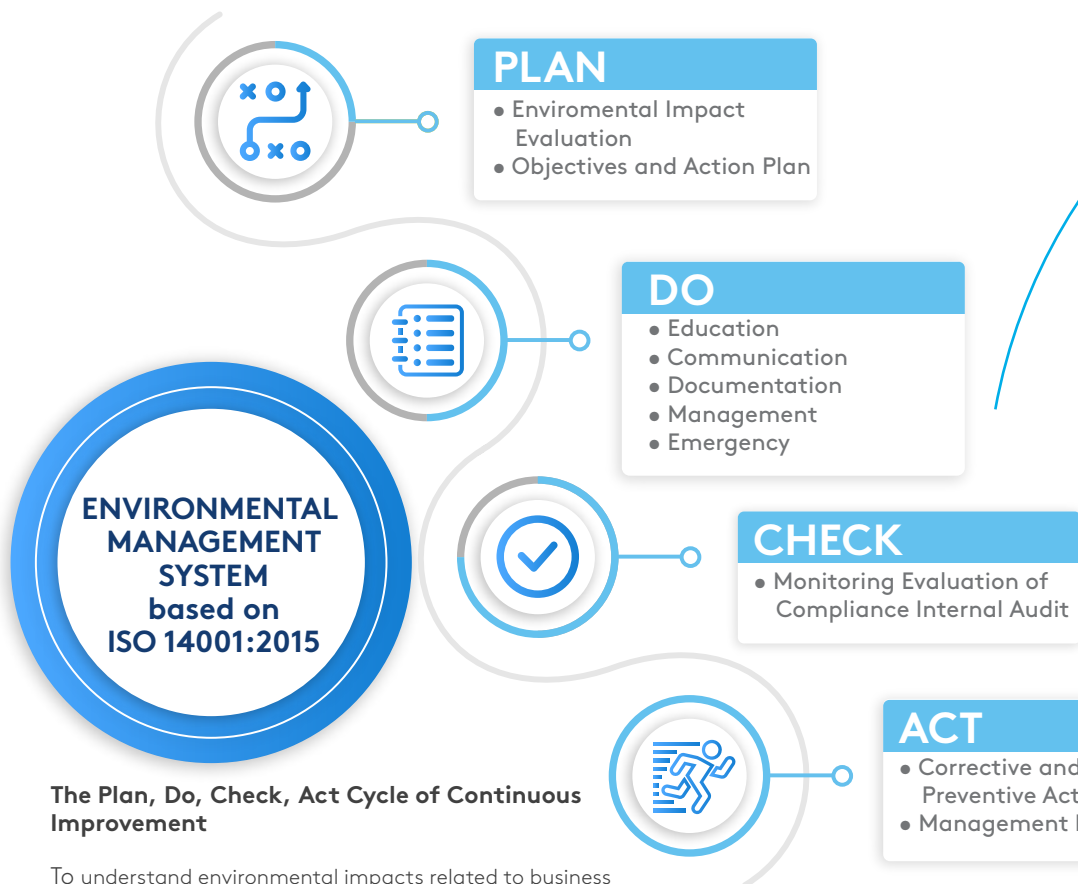 PLAN
• Enviromental Impact
Evaluation
• Objectives and Action Plan
DO
• Education
• Communication
• Documentation
• Management
• Emergency
CHECK
• Monitoring Evaluation of
Compliance Internal Audit
ACT
• Corrective and
Preventive Act
• Management
ENVIRONMENTAL
MANAGEMENT
SYSTEM
based on
ISO 14001:2015
The Plan, Do, Check, Act Cycle of Continuous
Improvement
To understand environmental impacts related to business